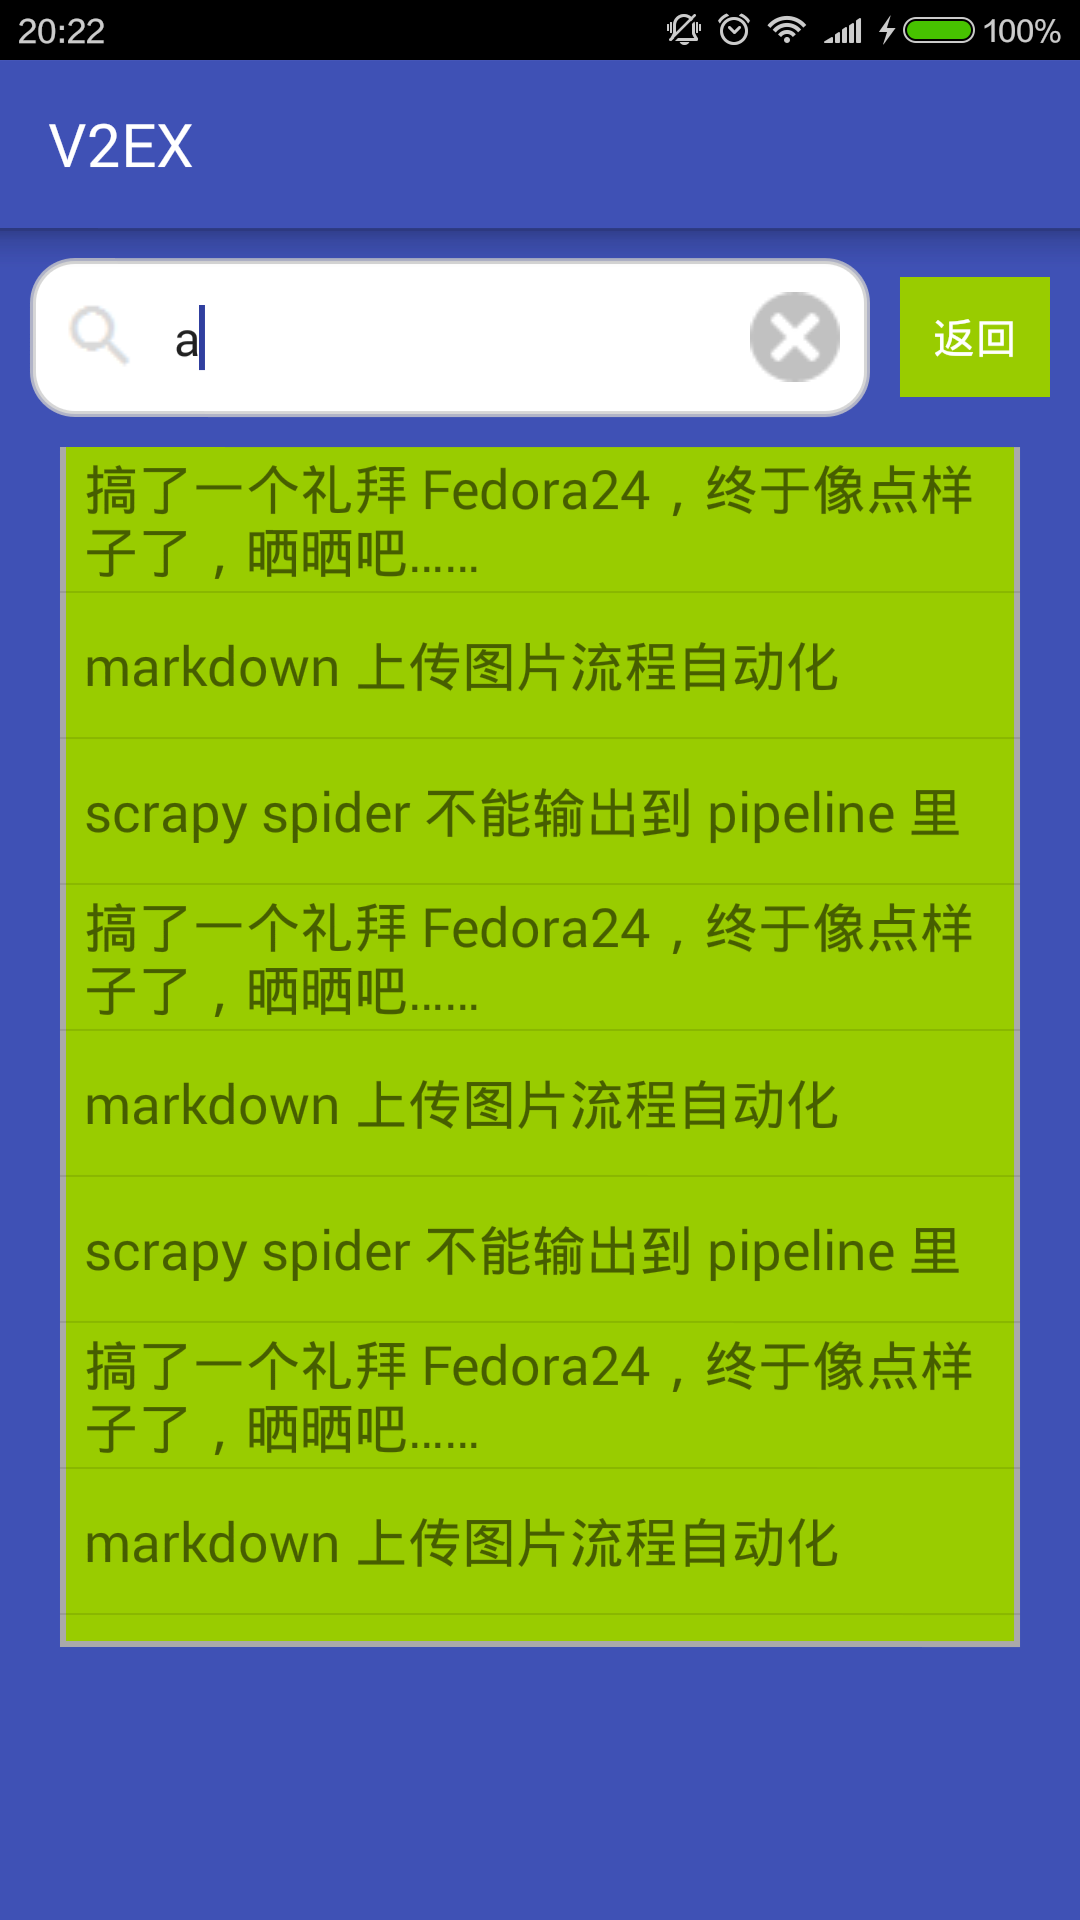 20:22
100%
V2EX
a
返回
搞了一个礼拜 Fedora24，终于像点样
子了，晒晒吧……
markdown 上传图片流程自动化
scrapy spider 不能输出到 pipeline 里
搞了一个礼拜 Fedora24，终于像点样
子了，晒晒吧……
markdown 上传图片流程自动化
scrapy spider 不能输出到 pipeline 里
搞了一个礼拜 Fedora24，终于像点样
子了，晒晒吧……
markdown 上传图片流程自动化